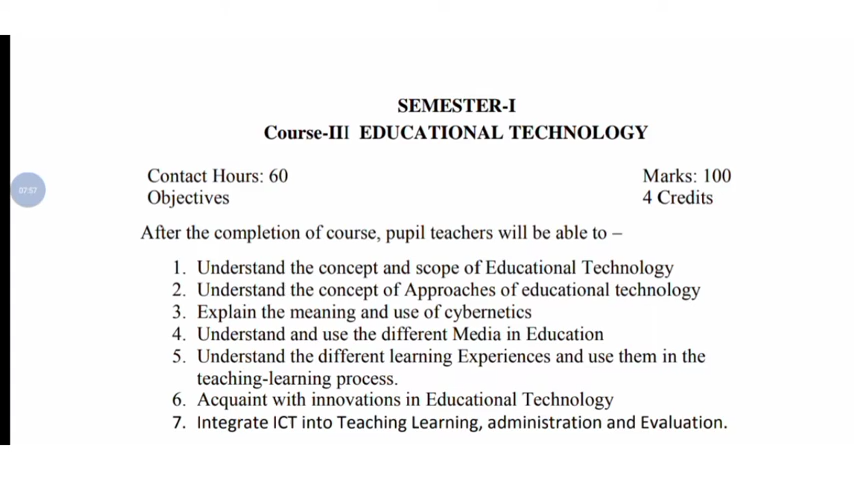 SEMESTER-I
Course-III EDUCATIONAL TECHNOLOGY
Contact Hours: 60 Marks: 100
Objectives 4 Credits
07:57
After the completion of course, pupil teachers will be able to –
1. Understand the concept and scope of Educational Technology
2. Understand the concept of Approaches of educational technology
3. Explain the meaning and use of cybernetics
4. Understand and use the different Media in Education
5. Understand the different learning Experiences and use them in the
teaching-learning process.
6. Acquaint with innovations in Educational Technology
7. Integrate ICT into Teaching Learning, administration and Evaluation.